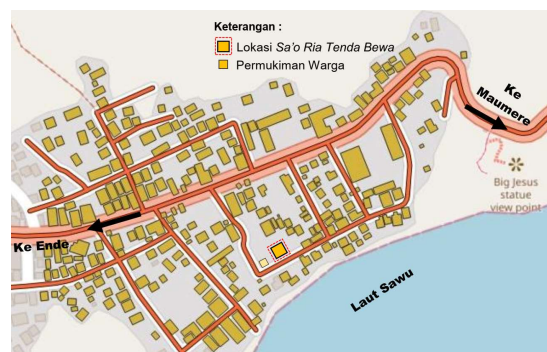 Keterangan :
Lokasi Sa'o Ria Tenda Bewa
Permukiman Warga
Ke
Maumere
Big Jesus
statue
view point
Ke Ende
Laut Sawu